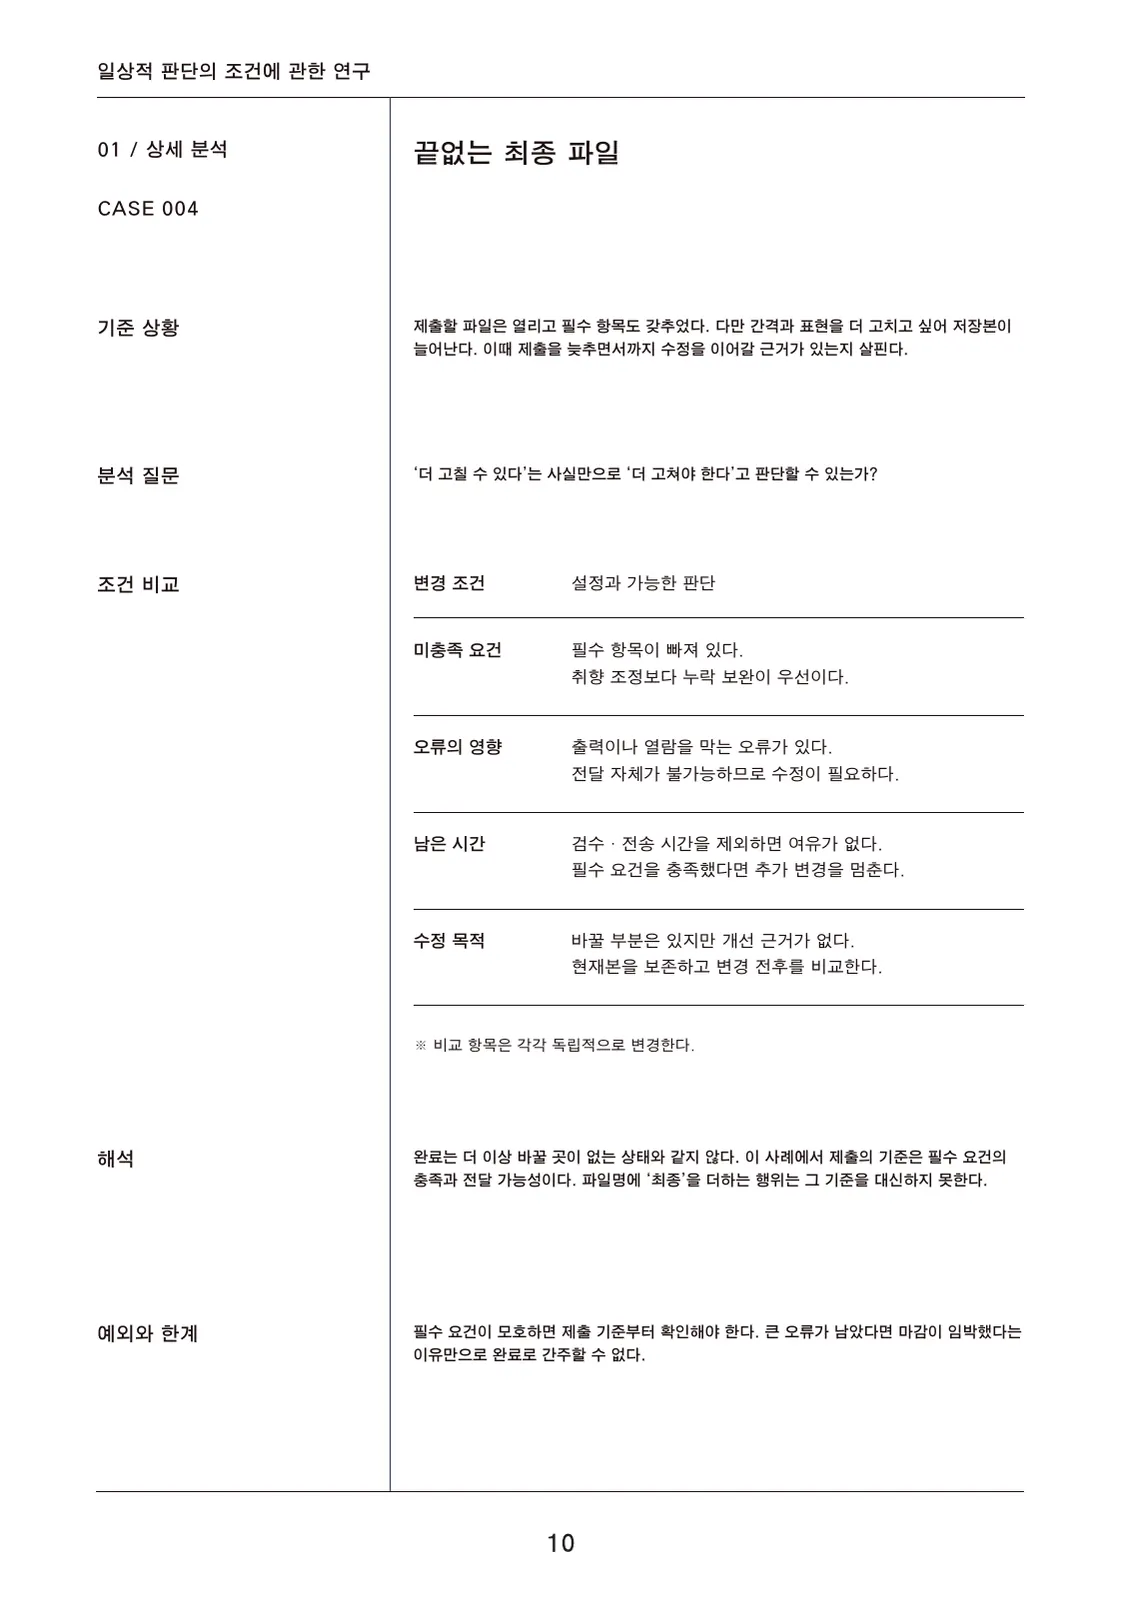 일상적 판단의 조건에 관한 연구
01 / 상세 분석
끝없는 최종 파일
CASE 004
기준 상황
제출할 파일은 열리고 필수 항목도 갖추었다. 다만 간격과 표현을 더 고치고 싶어 저장본이
늘어난다. 이때 제출을 늦추면서까지 수정을 이어갈 근거가 있는지 살핀다.
분석 질문
‘더 고칠 수 있다’는 사실만으로 ‘더 고쳐야 한다’고 판단할 수 있는가?
조건 비교
변경 조건 설정과 가능한 판단
미충족 요건 필수 항목이 빠져 있다.
취향 조정보다 누락 보완이 우선이다.
오류의 영향 출력이나 열람을 막는 오류가 있다.
전달 자체가 불가능하므로 수정이 필요하다.
남은 시간 검수 · 전송 시간을 제외하면 여유가 없다.
필수 요건을 충족했다면 추가 변경을 멈춘다.
수정 목적 바꿀 부분은 있지만 개선 근거가 없다.
현재본을 보존하고 변경 전후를 비교한다.
※ 비교 항목은 각각 독립적으로 변경한다.
해석
완료는 더 이상 바꿀 곳이 없는 상태와 같지 않다. 이 사례에서 제출의 기준은 필수 요건의
충족과 전달 가능성이다. 파일명에 ‘최종’을 더하는 행위는 그 기준을 대신하지 못한다.
예외와 한계
필수 요건이 모호하면 제출 기준부터 확인해야 한다. 큰 오류가 남았다면 마감이 임박했다는
이유만으로 완료로 간주할 수 없다.
10